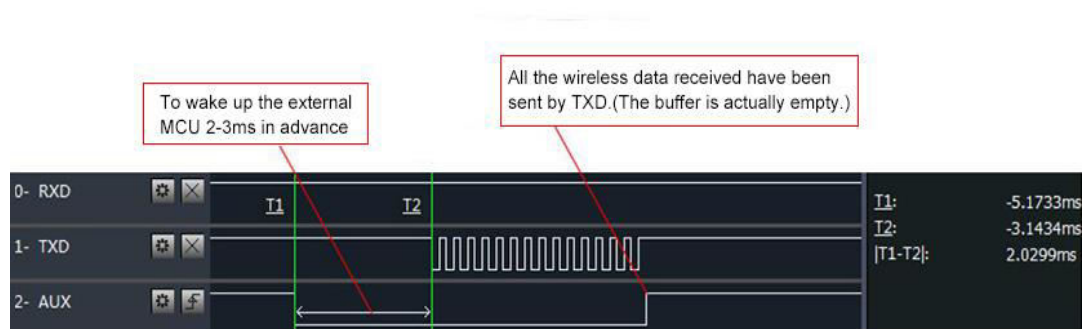 All the wireless data received have been
sent by TXD.(The buffer is actually empty.)
To wake up the external
MCU 2-3ms in advance
0- RXD
T1
T2
T1:
-5.1733ms
T2:
-3.1434ms
1- TXD
|T1-T2|:
2.0299ms
2- AUX